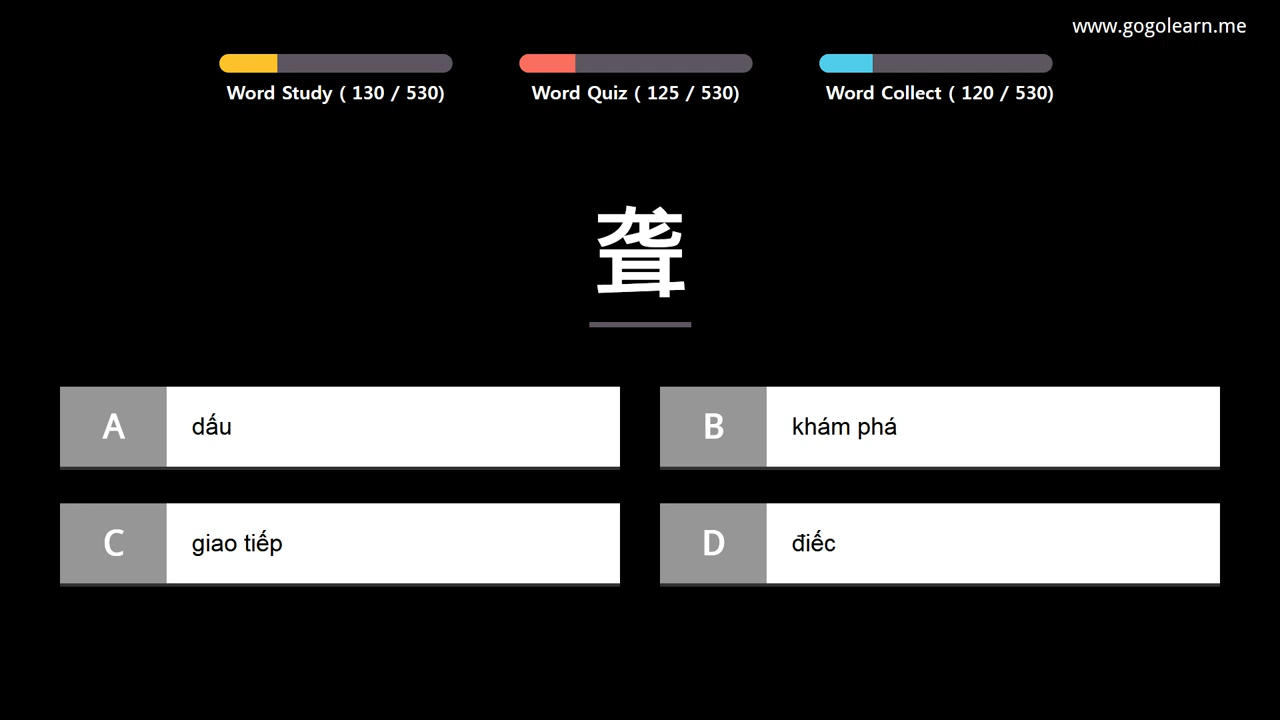 www.gogolearn.me
Word Study ( 130 / 530)
Word Quiz ( 125 / 530)
Word Collect ( 120 / 530)
聋
A dấu
B khám phá
C giao tiếp
D điếc